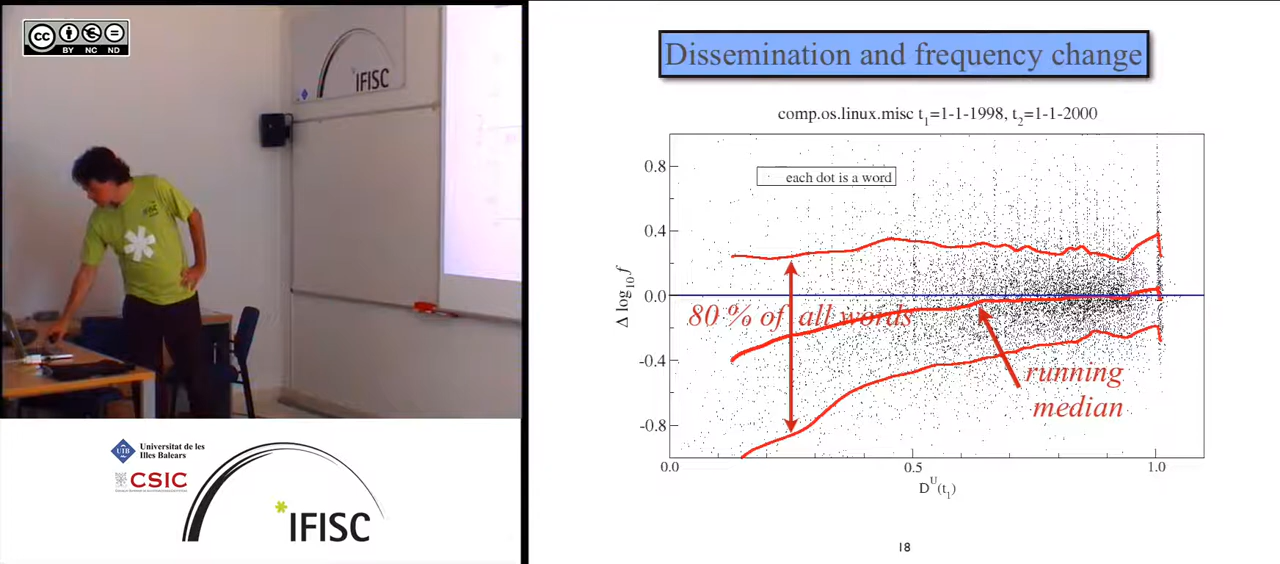 cc
BY NC ND
IFISC
IFISC
Universitat de les
Illes Balears
UIB
CSIC
*IFISC
Dissemination and frequency change
comp.os.linux.misc t1=1-1-1998, t2=1-1-2000
each dot is a word
0.8
0.4
0.0
-0.4
-0.8
Δ log10 f
80 % of all words
running
median
0.0 0.5 1.0
D^U(t1)
18